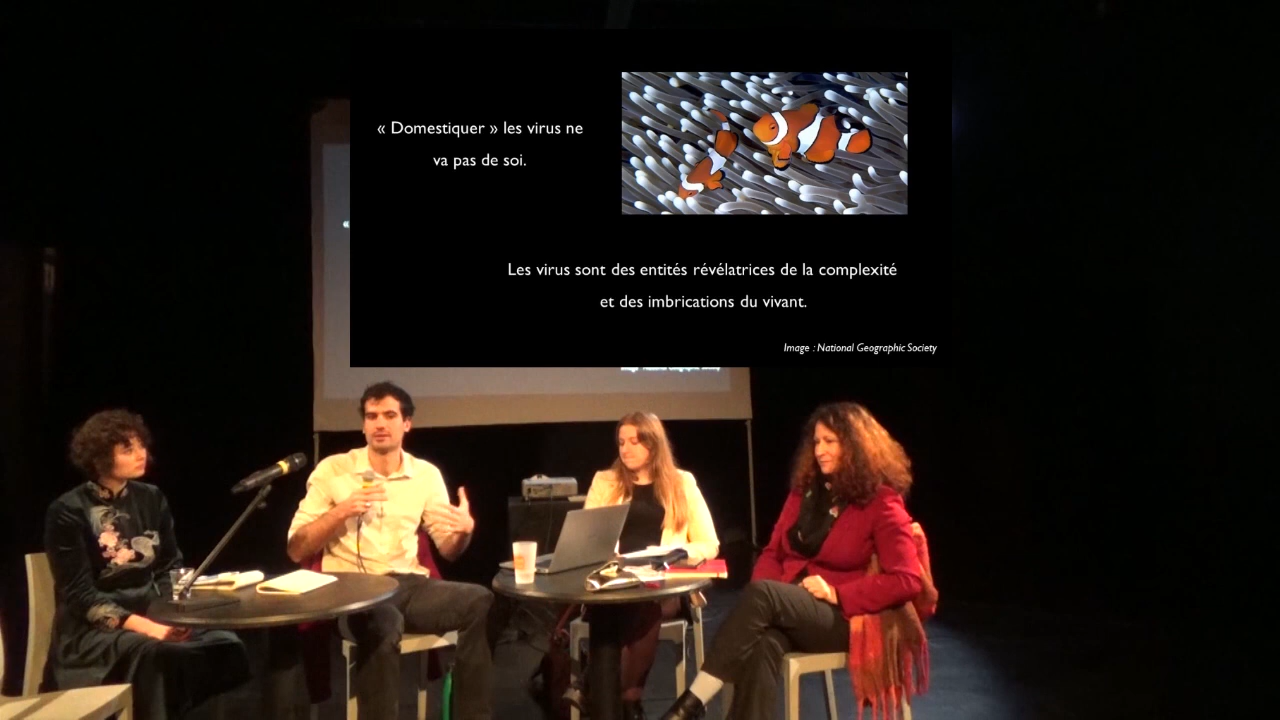 « Domestiquer » les virus ne
va pas de soi.
Les virus sont des entités révélatrices de la complexité
et des imbrications du vivant.
Image : National Geographic Society